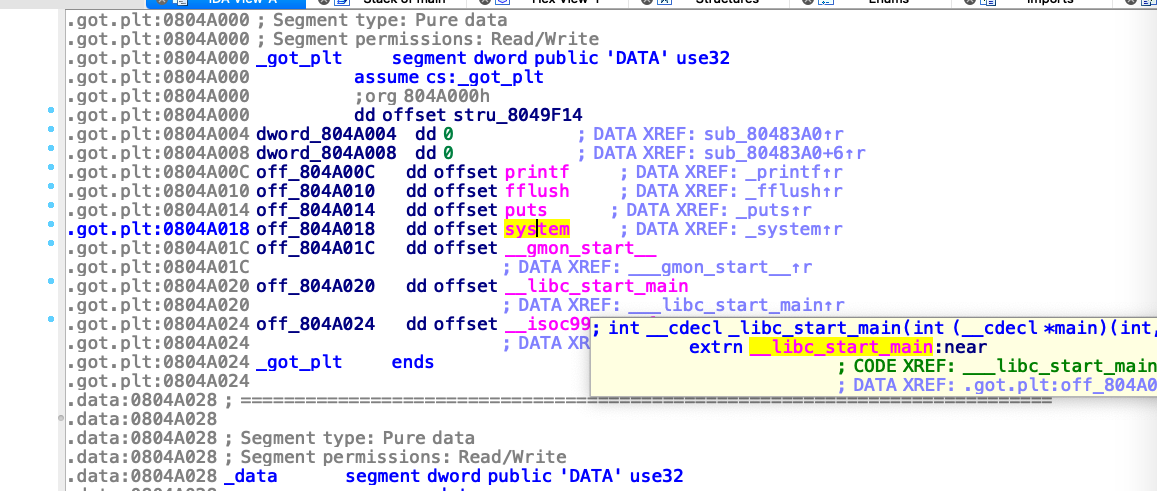 IDA View-A Stack of main Hex View-1 Structures Enums Imports
.got.plt:0804A000 ; Segment type: Pure data
.got.plt:0804A000 ; Segment permissions: Read/Write
.got.plt:0804A000 _got_plt segment dword public 'DATA' use32
.got.plt:0804A000 assume cs:_got_plt
.got.plt:0804A000 ;org 804A000h
.got.plt:0804A000 dd offset stru_8049F14
.got.plt:0804A004 dword_804A004 dd 0 ; DATA XREF: sub_80483A0↑r
.got.plt:0804A008 dword_804A008 dd 0 ; DATA XREF: sub_80483A0+6↑r
.got.plt:0804A00C off_804A00C dd offset printf ; DATA XREF: _printf↑r
.got.plt:0804A010 off_804A010 dd offset fflush ; DATA XREF: _fflush↑r
.got.plt:0804A014 off_804A014 dd offset puts ; DATA XREF: _puts↑r
.got.plt:0804A018 off_804A018 dd offset system ; DATA XREF: _system↑r
.got.plt:0804A01C off_804A01C dd offset __gmon_start__
.got.plt:0804A01C ; DATA XREF: ___gmon_start__↑r
.got.plt:0804A020 off_804A020 dd offset __libc_start_main
.got.plt:0804A020 ; DATA XREF: ___libc_start_main↑r
.got.plt:0804A024 off_804A024 dd offset __isoc99
; int __cdecl _libc_start_main(int (__cdecl *main)(int,
.got.plt:0804A024 ; DATA XR
extrn __libc_start_main:near
.got.plt:0804A024 _got_plt ends
; CODE XREF: ___libc_start_main
.got.plt:0804A024
; DATA XREF: .got.plt:off_804A0
.data:0804A028 ; ===========================================================================
.data:0804A028
.data:0804A028 ; Segment type: Pure data
.data:0804A028 ; Segment permissions: Read/Write
.data:0804A028 _data segment dword public 'DATA' use32